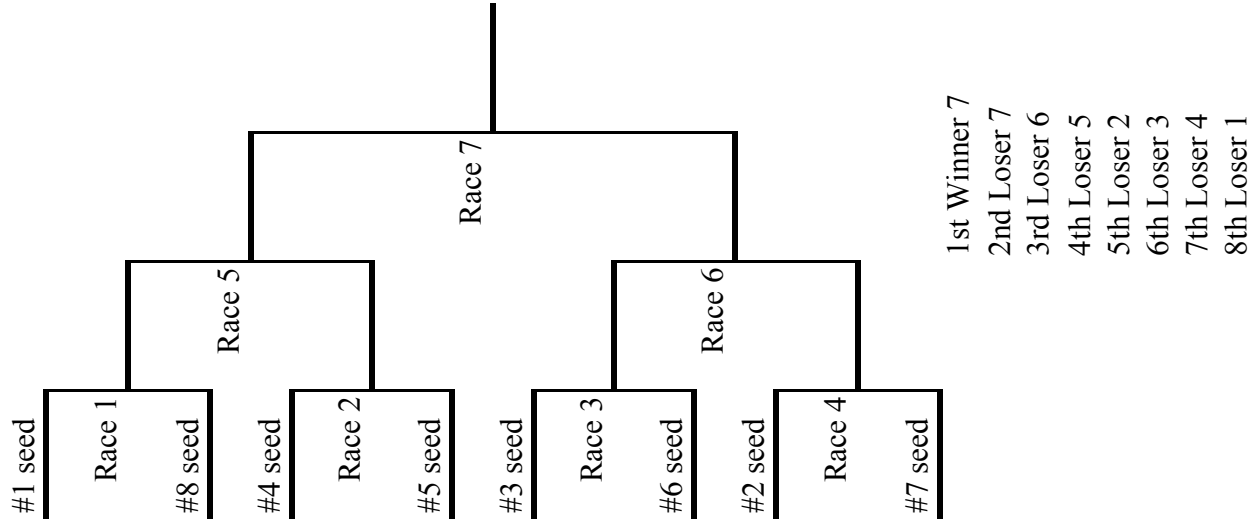 #1 seed
Race 1
#8 seed
Race 5
#4 seed
Race 2
#5 seed
Race 7
#3 seed
Race 3
#6 seed
Race 6
#2 seed
Race 4
#7 seed
1st Winner 7
2nd Loser 7
3rd Loser 6
4th Loser 5
5th Loser 2
6th Loser 3
7th Loser 4
8th Loser 1